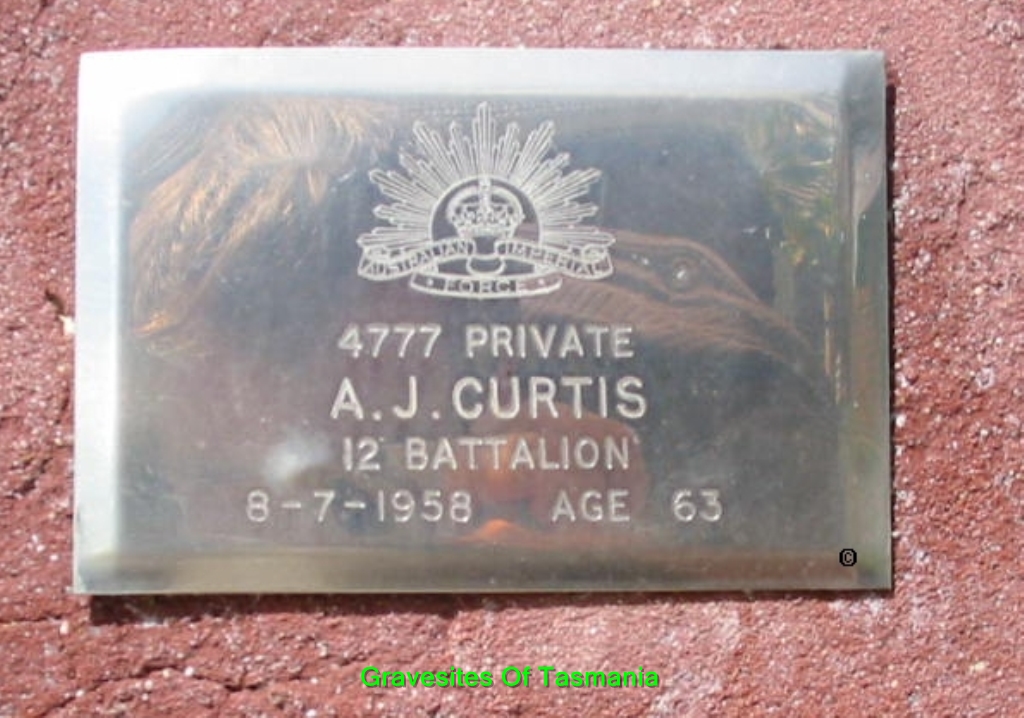 AUSTRALIAN IMPERIAL
FORCE
4777 PRIVATE
A.J. CURTIS
12 BATTALION
8-7-1958 AGE 63
©
Gravesites Of Tasmania